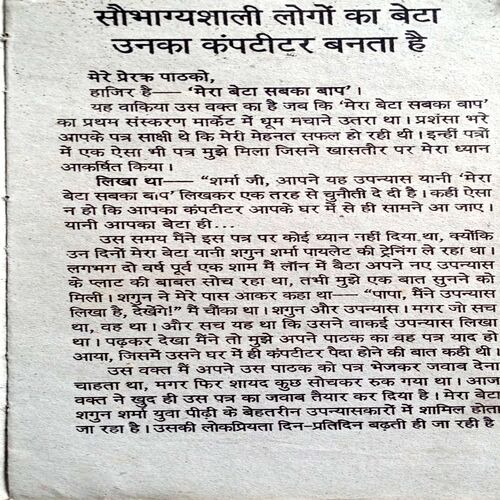 सौभाग्यशाली लोगों का बेटा
उनका कंपटीटर बनता है
मेरे प्रेरक पाठको,
हाजिर है— 'मेरा बेटा सबका बाप'।
यह वाकिया उस वक्त का है जब कि 'मेरा बेटा सबका बाप'
का प्रथम संस्करण मार्केट में धूम मचाने उतरा था। प्रशंसा भरे
आपके पत्र साक्षी थे कि मेरी मेहनत सफल हो रही थी। इन्हीं पत्रों
में एक ऐसा भी पत्र मुझे मिला जिसने खासतौर पर मेरा ध्यान
आकर्षित किया।
लिखा था— "शर्मा जी, आपने यह उपन्यास यानी 'मेरा
बेटा सबका बाप' लिखकर एक तरह से चुनौती दे दी है। कहीं ऐसा
न हो कि आपका कंपटीटर आपके घर में से ही सामने आ जाए।
यानी आपका बेटा ही...
उस समय मैंने इस पत्र पर कोई ध्यान नहीं दिया था, क्योंकि
उन दिनों मेरा बेटा यानी शगुन शर्मा पायलेट की ट्रेनिंग ले रहा था।
लगभग दो वर्ष पूर्व एक शाम मैं लॉन में बैठा अपने नए उपन्यास
के प्लाट की बाबत सोच रहा था, तभी मुझे एक बात सुनने को
मिली। शगुन ने मेरे पास आकर कहा था— "पापा, मैंने उपन्यास
लिखा है, देखेंगे!" मैं चौंका था। शगुन और उपन्यास। मगर जो सच
था, वह था। और सच यह था कि उसने वाकई उपन्यास लिखा
था। पढ़कर देखा मैंने तो मुझे अपने पाठक का वह पत्र याद हो
आया, जिसमें उसने घर में ही कंपटीटर पैदा होने की बात कही थी।
उस वक्त मैं अपने उस पाठक को पत्र भेजकर जवाब देना
चाहता था, मगर फिर शायद कुछ सोचकर रुक गया था। आज
वक्त ने खुद ही उस पत्र का जवाब तैयार कर दिया है। मेरा बेटा
शगुन शर्मा युवा पीढ़ी के बेहतरीन उपन्यासकारों में शामिल होता
जा रहा है। उसकी लोकप्रियता दिन-प्रतिदिन बढ़ती ही जा रही है